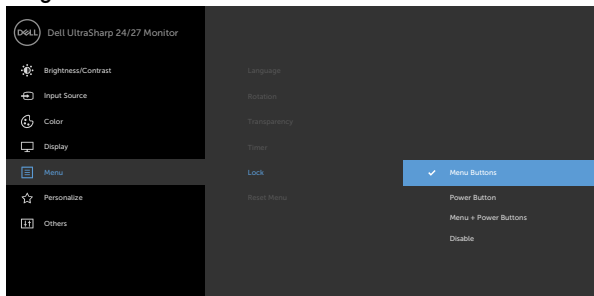 DELL Dell UltraSharp 24/27 Monitor
Brightness/Contrast
Input Source
Color
Display
Menu
Personalize
Others
Language
Rotation
Transparency
Timer
Lock
Reset Menu
Menu Buttons
Power Button
Menu + Power Buttons
Disable